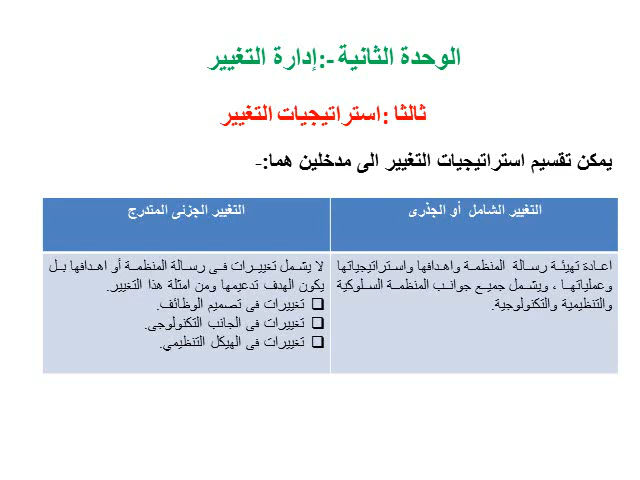 الوحدة الثانية -:إدارة التغيير
ثالثا :استراتيجيات التغيير
يمكن تقسيم استراتيجيات التغيير الى مدخلين هما:-
التغيير الشامل أو الجذرى
التغيير الجزنى المتدرج
اعادة تهيئة رسالة المنظمة واهدافها واستراتيجياتها
وعملياتها ، ويشمل جميع جوانب المنظمة السلوكية
والتنظيمية والتكنولوجية.
لا يشمل تغييرات فى رسالة المنظمة أو اهدافها بل
يكون الهدف تدعيمها ومن امثلة هذا التغيير.
❑ تغييرات فى تصميم الوظائف.
❑ تغييرات فى الجانب التكنولوجى.
❑ تغييرات فى الهيكل التنظيمي.